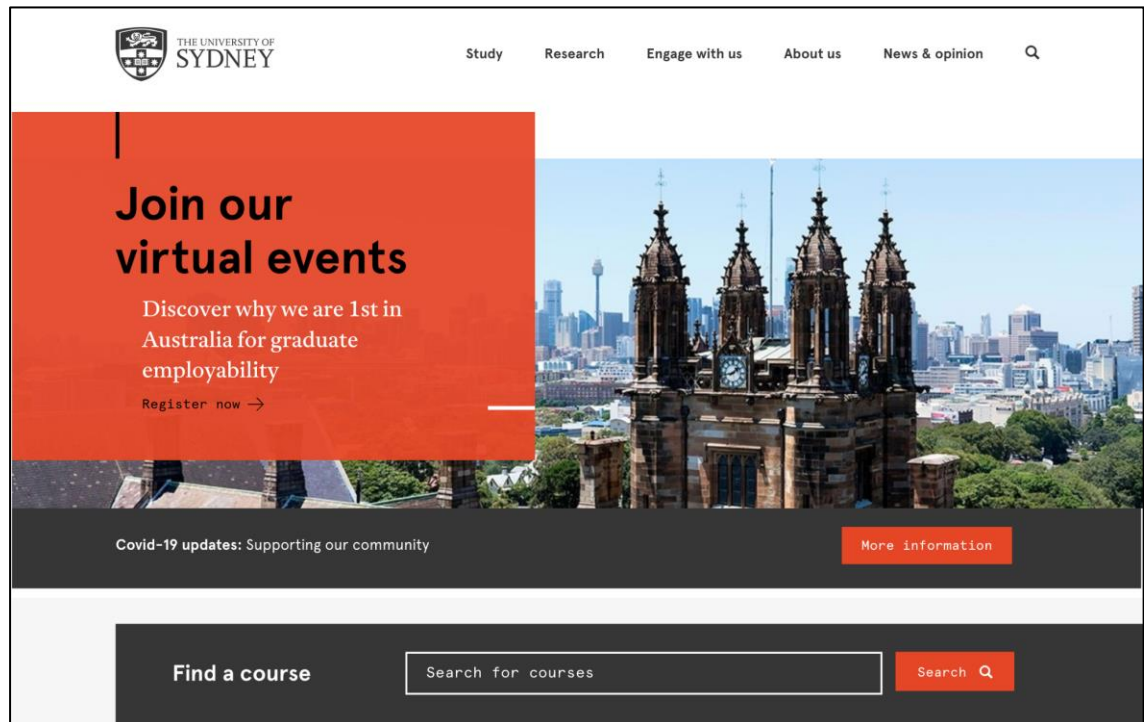 THE UNIVERSITY OF
SYDNEY
Study Research Engage with us About us News & opinion
Join our
virtual events
Discover why we are 1st in
Australia for graduate
employability
Register now →
Covid-19 updates: Supporting our community
More information
Find a course
Search for courses
Search